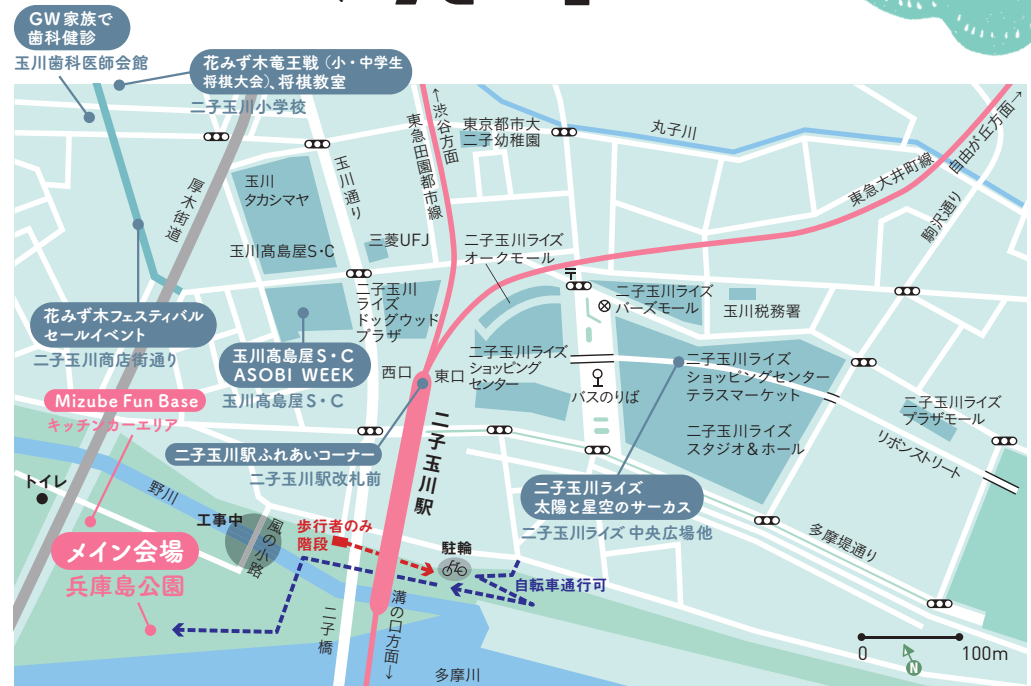 GW家族で
歯科健診
玉川歯科医師会館
花みず木竜王戦（小・中学生
将棋大会）、将棋教室
二子玉川小学校
←渋谷方面
東急田園都市線
東京都市大
二子幼稚園
丸子川
自由が丘方面→
東急大井町線
駒沢通り
玉川通り
厚木街道
玉川
タカシマヤ
玉川髙島屋S・C
三菱UFJ
二子玉川ライズ
オークモール
二子玉川
ライズ
ドッグウッド
プラザ
〒
二子玉川ライズ
バーズモール
玉川税務署
花みず木フェスティバル
セールイベント
二子玉川商店街通り
玉川髙島屋S・C
ASOBI WEEK
玉川髙島屋S・C
西口
東口
二子玉川ライズ
ショッピング
センター
バスのりば
二子玉川ライズ
ショッピングセンター
テラスマーケット
二子玉川ライズ
スタジオ＆ホール
二子玉川ライズ
プラザモール
リボンストリート
Mizube Fun Base
キッチンカーエリア
二子玉川駅ふれあいコーナー
二子玉川駅改札前
二子玉川駅
二子玉川ライズ
太陽と星空のサーカス
二子玉川ライズ 中央広場他
トイレ
野川
工事中
風の小路
歩行者のみ
階段
駐輪
自転車通行可
多摩堤通り
メイン会場
兵庫島公園
二子橋
溝の口方面→
多摩川
0
100m
N